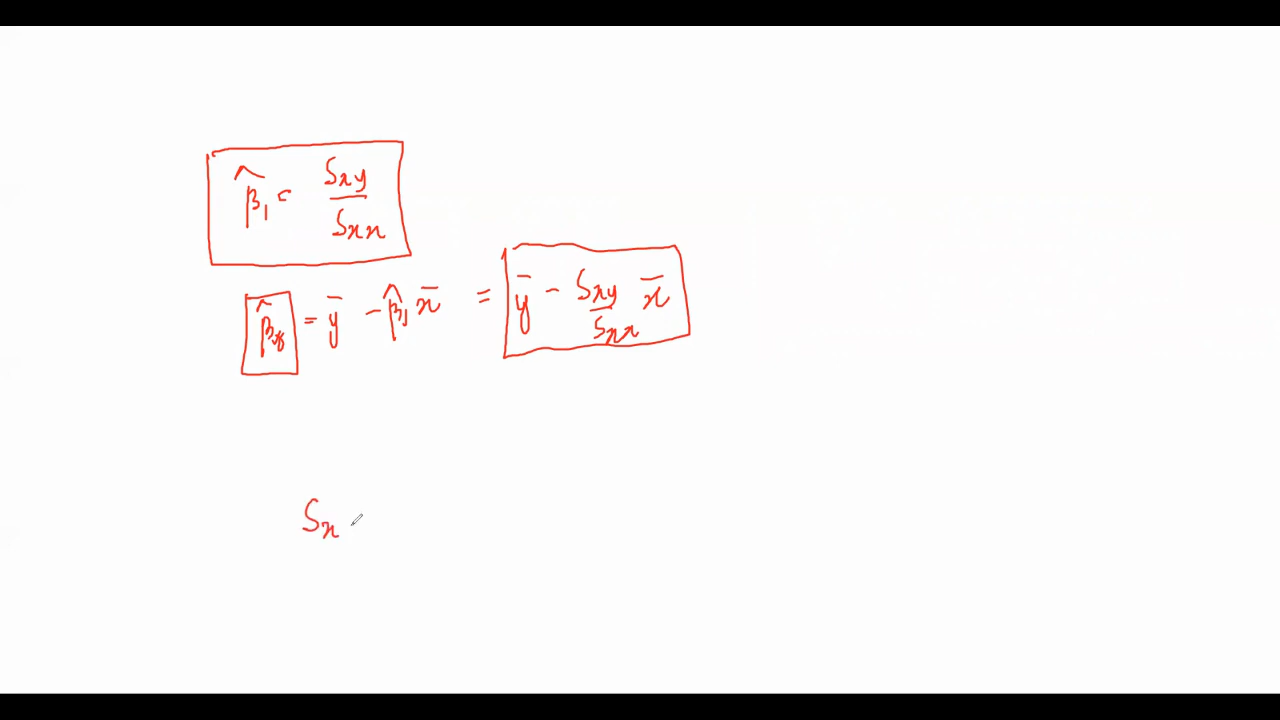 β̂₁ = Sxy / Sxx
β̂₀ = ȳ − β̂₁ x̄ = ȳ − Sxy / Sxx x̄
Sx